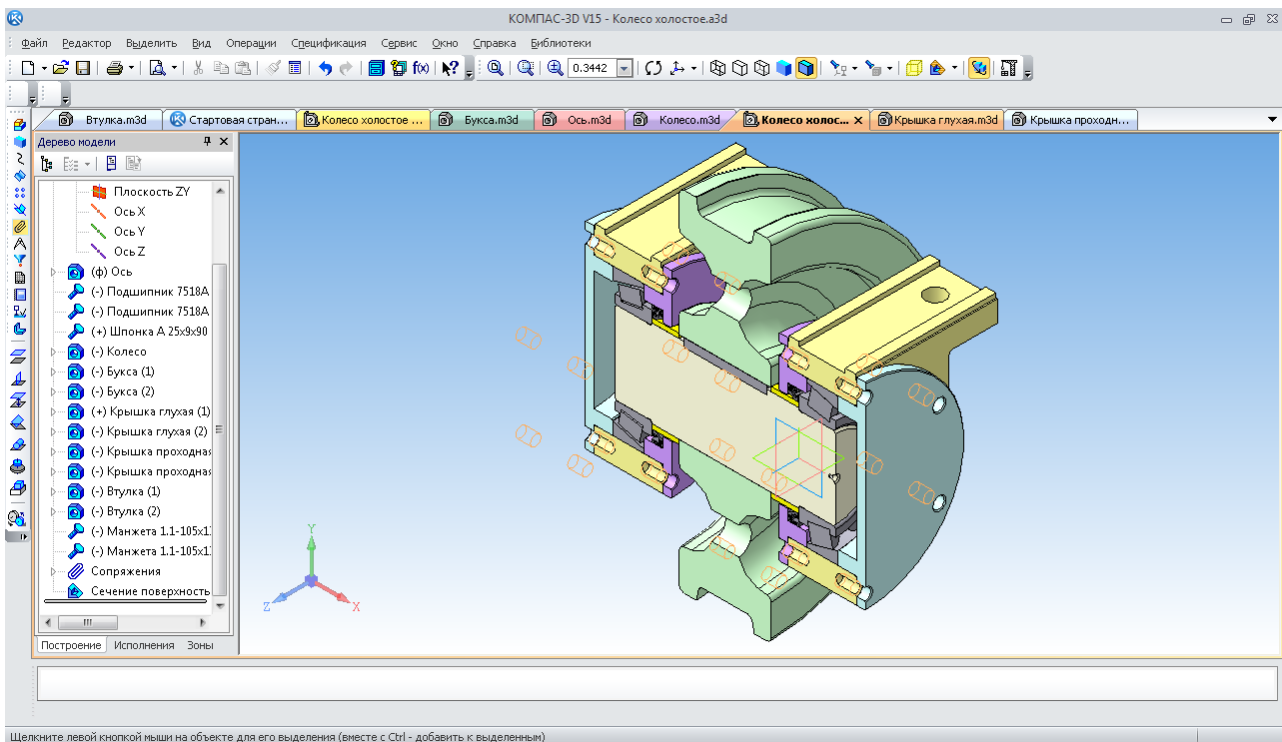 КОМПАС-3D V15 - Колесо холостое.a3d
Файл Редактор Выделить Вид Операции Спецификация Сервис Окно Справка Библиотеки
0.3442
Втулка.m3d Стартовая стран... Колесо холостое ... Букса.m3d Ось.m3d Колесо.m3d Колесо холос... Крышка глухая.m3d Крышка проходн...
Дерево модели
Плоскость ZY
Ось X
Ось Y
Ось Z
(ф) Ось
(-) Подшипник 7518A
(-) Подшипник 7518A
(+) Шпонка A 25x9x90
(-) Колесо
(-) Букса (1)
(-) Букса (2)
(+) Крышка глухая (1)
(-) Крышка глухая (2)
(-) Крышка проходная
(-) Крышка проходная
(-) Втулка (1)
(-) Втулка (2)
(-) Манжета 1.1-105x1
(-) Манжета 1.1-105x1
Сопряжения
Сечение поверхность
Построение Исполнения Зоны
Y
Z
X
Щелкните левой кнопкой мыши на объекте для его выделения (вместе с Ctrl - добавить к выделенным)